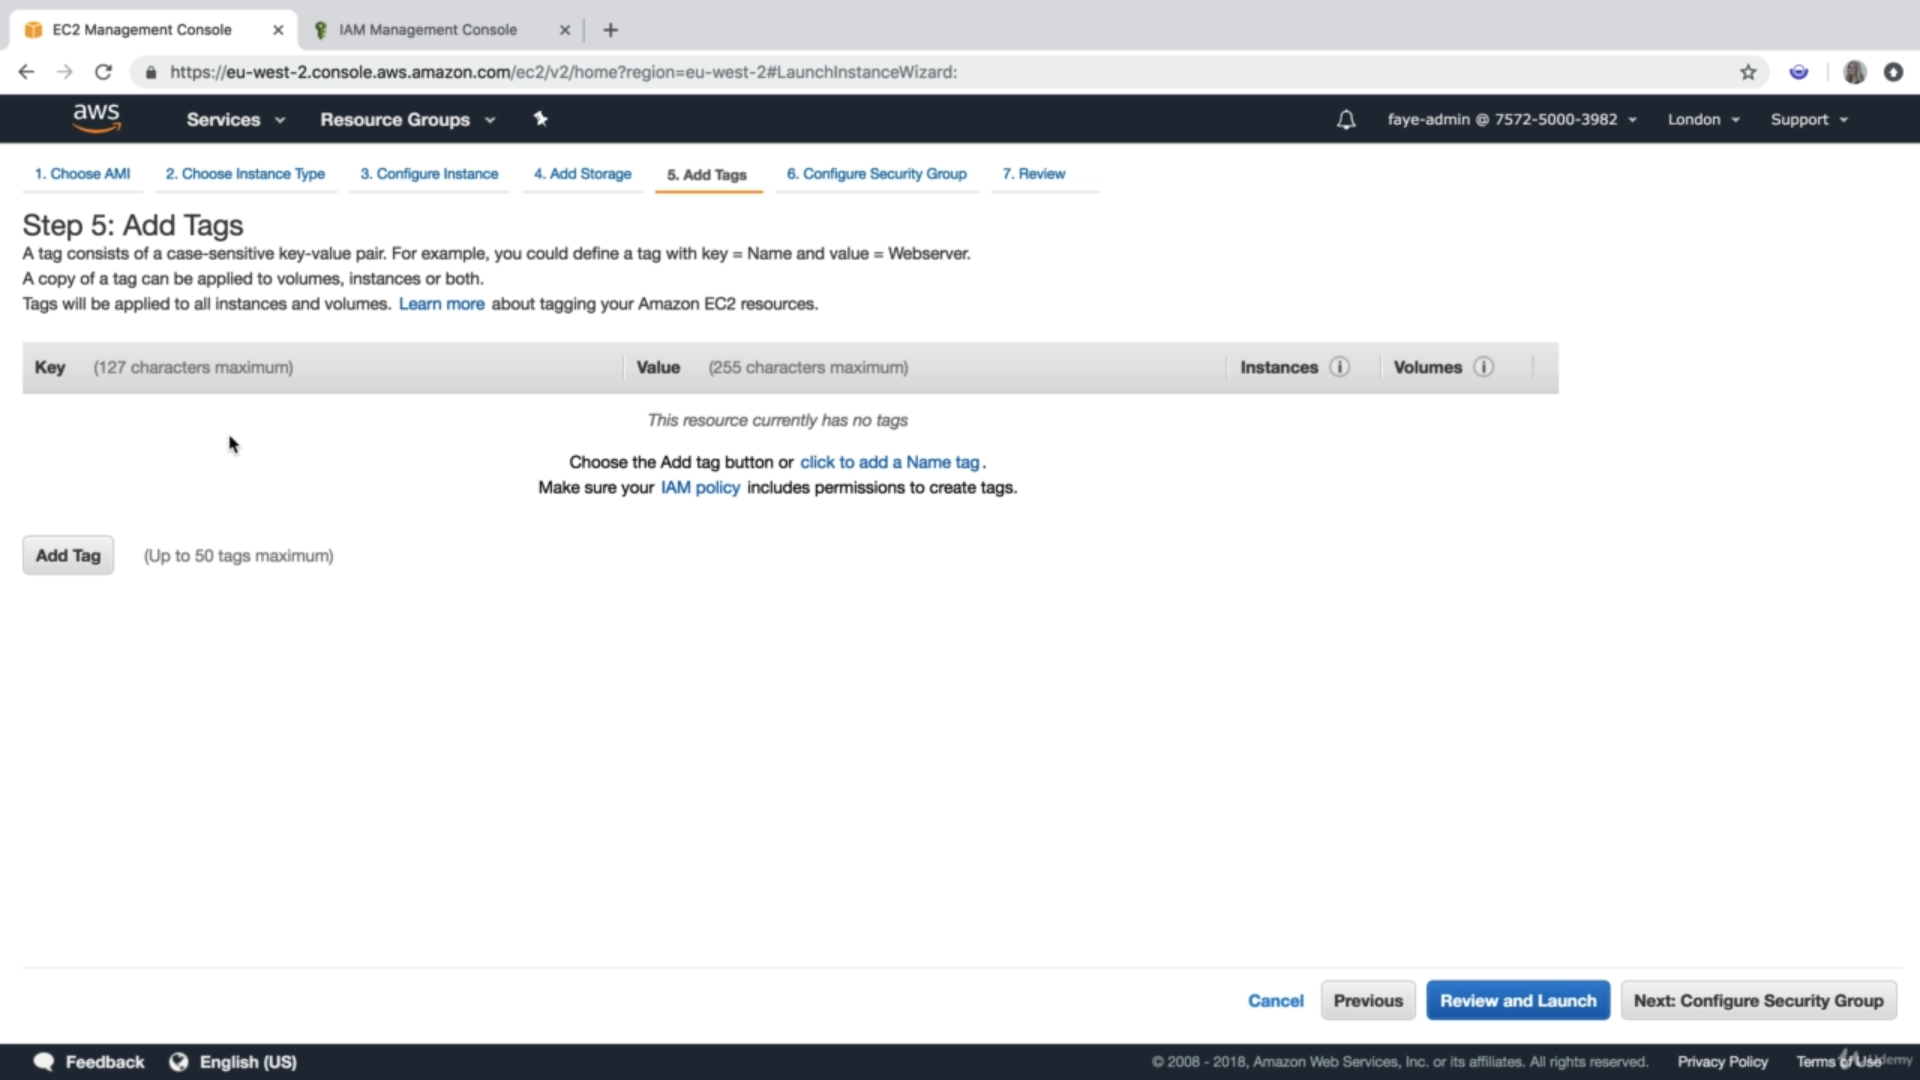 EC2 Management Console
IAM Management Console
https://eu-west-2.console.aws.amazon.com/ec2/v2/home?region=eu-west-2#LaunchInstanceWizard:
aws Services Resource Groups faye-admin @ 7572-5000-3982 London Support
1. Choose AMI 2. Choose Instance Type 3. Configure Instance 4. Add Storage 5. Add Tags 6. Configure Security Group 7. Review
Step 5: Add Tags
A tag consists of a case-sensitive key-value pair. For example, you could define a tag with key = Name and value = Webserver.
A copy of a tag can be applied to volumes, instances or both.
Tags will be applied to all instances and volumes. Learn more about tagging your Amazon EC2 resources.
Key (127 characters maximum) Value (255 characters maximum) Instances i Volumes i
This resource currently has no tags
Choose the Add tag button or click to add a Name tag.
Make sure your IAM policy includes permissions to create tags.
Add Tag (Up to 50 tags maximum)
Cancel Previous Review and Launch Next: Configure Security Group
Feedback English (US) © 2008 - 2018, Amazon Web Services, Inc. or its affiliates. All rights reserved. Privacy Policy Terms of Use